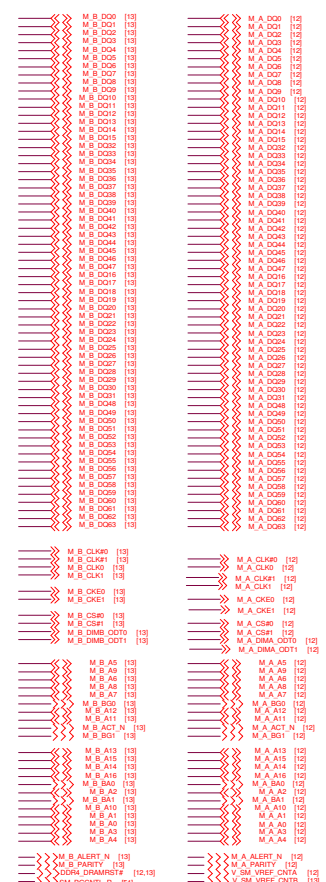 M_B_DQ0 [13]
M_B_DQ1 [13]
M_B_DQ2 [13]
M_B_DQ3 [13]
M_B_DQ4 [13]
M_B_DQ5 [13]
M_B_DQ6 [13]
M_B_DQ7 [13]
M_B_DQ8 [13]
M_B_DQ9 [13]
M_B_DQ10 [13]
M_B_DQ11 [13]
M_B_DQ12 [13]
M_B_DQ13 [13]
M_B_DQ14 [13]
M_B_DQ15 [13]
M_B_DQ32 [13]
M_B_DQ33 [13]
M_B_DQ34 [13]
M_B_DQ35 [13]
M_B_DQ36 [13]
M_B_DQ37 [13]
M_B_DQ38 [13]
M_B_DQ39 [13]
M_B_DQ40 [13]
M_B_DQ41 [13]
M_B_DQ42 [13]
M_B_DQ43 [13]
M_B_DQ44 [13]
M_B_DQ45 [13]
M_B_DQ46 [13]
M_B_DQ47 [13]
M_B_DQ16 [13]
M_B_DQ17 [13]
M_B_DQ18 [13]
M_B_DQ19 [13]
M_B_DQ20 [13]
M_B_DQ21 [13]
M_B_DQ22 [13]
M_B_DQ23 [13]
M_B_DQ24 [13]
M_B_DQ25 [13]
M_B_DQ26 [13]
M_B_DQ27 [13]
M_B_DQ28 [13]
M_B_DQ29 [13]
M_B_DQ30 [13]
M_B_DQ31 [13]
M_B_DQ48 [13]
M_B_DQ49 [13]
M_B_DQ50 [13]
M_B_DQ51 [13]
M_B_DQ52 [13]
M_B_DQ53 [13]
M_B_DQ54 [13]
M_B_DQ55 [13]
M_B_DQ56 [13]
M_B_DQ57 [13]
M_B_DQ58 [13]
M_B_DQ59 [13]
M_B_DQ60 [13]
M_B_DQ61 [13]
M_B_DQ62 [13]
M_B_DQ63 [13]
M_B_CLK#0 [13]
M_B_CLK#1 [13]
M_B_CLK0 [13]
M_B_CLK1 [13]
M_B_CKE0 [13]
M_B_CKE1 [13]
M_B_CS#0 [13]
M_B_CS#1 [13]
M_B_DIMB_ODT0 [13]
M_B_DIMB_ODT1 [13]
M_B_A5 [13]
M_B_A9 [13]
M_B_A6 [13]
M_B_A8 [13]
M_B_A7 [13]
M_B_BG0 [13]
M_B_A12 [13]
M_B_A11 [13]
M_B_ACT_N [13]
M_B_BG1 [13]
M_B_A13 [13]
M_B_A15 [13]
M_B_A14 [13]
M_B_A16 [13]
M_B_BA0 [13]
M_B_A2 [13]
M_B_BA1 [13]
M_B_A10 [13]
M_B_A1 [13]
M_B_A0 [13]
M_B_A3 [13]
M_B_A4 [13]
M_B_ALERT_N [13]
M_B_PARITY [13]
DDR4_DRAMRST# [12,13]
M_A_DQ0 [12]
M_A_DQ1 [12]
M_A_DQ2 [12]
M_A_DQ3 [12]
M_A_DQ4 [12]
M_A_DQ5 [12]
M_A_DQ6 [12]
M_A_DQ7 [12]
M_A_DQ8 [12]
M_A_DQ9 [12]
M_A_DQ10 [12]
M_A_DQ11 [12]
M_A_DQ12 [12]
M_A_DQ13 [12]
M_A_DQ14 [12]
M_A_DQ15 [12]
M_A_DQ32 [12]
M_A_DQ33 [12]
M_A_DQ34 [12]
M_A_DQ35 [12]
M_A_DQ36 [12]
M_A_DQ37 [12]
M_A_DQ38 [12]
M_A_DQ39 [12]
M_A_DQ40 [12]
M_A_DQ41 [12]
M_A_DQ42 [12]
M_A_DQ43 [12]
M_A_DQ44 [12]
M_A_DQ45 [12]
M_A_DQ46 [12]
M_A_DQ47 [12]
M_A_DQ16 [12]
M_A_DQ17 [12]
M_A_DQ18 [12]
M_A_DQ19 [12]
M_A_DQ20 [12]
M_A_DQ21 [12]
M_A_DQ22 [12]
M_A_DQ23 [12]
M_A_DQ24 [12]
M_A_DQ25 [12]
M_A_DQ26 [12]
M_A_DQ27 [12]
M_A_DQ28 [12]
M_A_DQ29 [12]
M_A_DQ30 [12]
M_A_DQ31 [12]
M_A_DQ48 [12]
M_A_DQ49 [12]
M_A_DQ50 [12]
M_A_DQ51 [12]
M_A_DQ52 [12]
M_A_DQ53 [12]
M_A_DQ54 [12]
M_A_DQ55 [12]
M_A_DQ56 [12]
M_A_DQ57 [12]
M_A_DQ58 [12]
M_A_DQ59 [12]
M_A_DQ60 [12]
M_A_DQ61 [12]
M_A_DQ62 [12]
M_A_DQ63 [12]
M_A_CLK#0 [12]
M_A_CLK0 [12]
M_A_CLK#1 [12]
M_A_CLK1 [12]
M_A_CKE0 [12]
M_A_CKE1 [12]
M_A_CS#0 [12]
M_A_CS#1 [12]
M_A_DIMA_ODT0 [12]
M_A_DIMA_ODT1 [12]
M_A_A5 [12]
M_A_A9 [12]
M_A_A6 [12]
M_A_A8 [12]
M_A_A7 [12]
M_A_BG0 [12]
M_A_A12 [12]
M_A_A11 [12]
M_A_ACT_N [12]
M_A_BG1 [12]
M_A_A13 [12]
M_A_A15 [12]
M_A_A14 [12]
M_A_A16 [12]
M_A_BA0 [12]
M_A_A2 [12]
M_A_BA1 [12]
M_A_A10 [12]
M_A_A1 [12]
M_A_A0 [12]
M_A_A3 [12]
M_A_A4 [12]
M_A_ALERT_N [12]
M_A_PARITY [12]
V_SM_VREF_CNTA [12]
V_SM_VREF_CNTB [13]